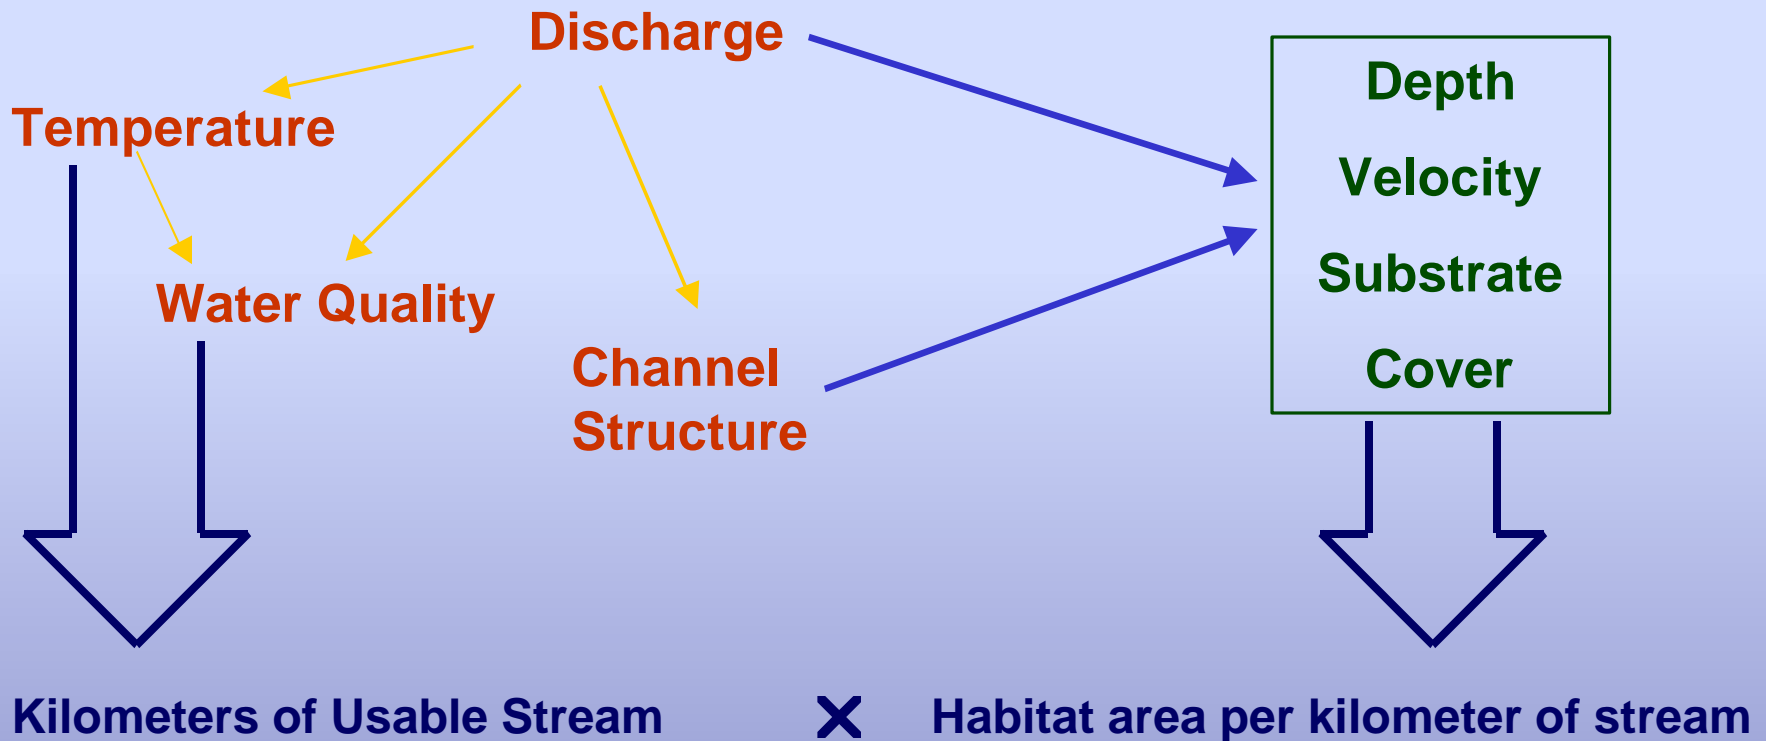 Discharge
Temperature
Water Quality
Channel
Structure
Depth
Velocity
Substrate
Cover
Kilometers of Usable Stream × Habitat area per kilometer of stream